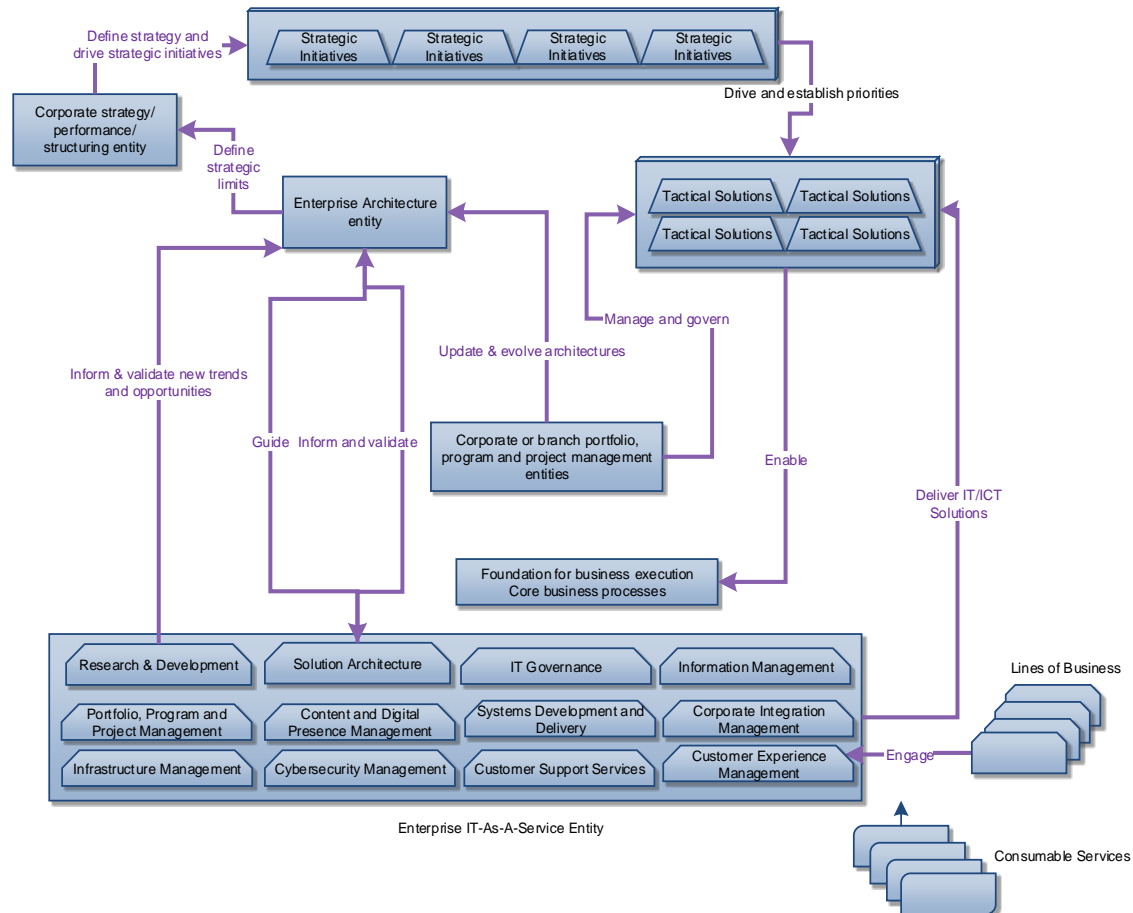 Define strategy and
drive strategic initiatives
Strategic
Initiatives
Strategic
Initiatives
Strategic
Initiatives
Strategic
Initiatives
Drive and establish priorities
Corporate strategy/
performance/
structuring entity
Define
strategic
limits
Enterprise Architecture
entity
Tactical Solutions
Tactical Solutions
Tactical Solutions
Tactical Solutions
Manage and govern
Update & evolve architectures
Inform & validate new trends
and opportunities
Guide
Inform and validate
Corporate or branch portfolio,
program and project management
entities
Enable
Deliver IT/ICT
Solutions
Foundation for business execution
Core business processes
Research & Development
Solution Architecture
IT Governance
Information Management
Portfolio, Program and
Project Management
Content and Digital
Presence Management
Systems Development and
Delivery
Corporate Integration
Management
Infrastructure Management
Cybersecurity Management
Customer Support Services
Customer Experience
Management
Lines of Business
Engage
Enterprise IT-As-A-Service Entity
Consumable Services